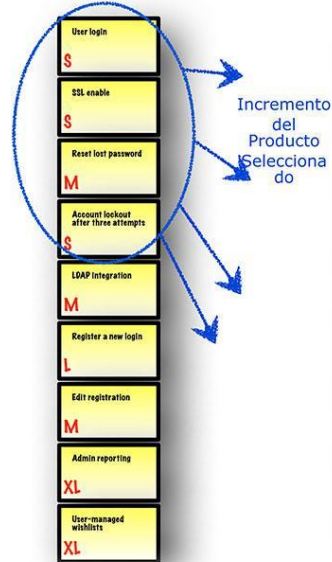 User login
S
SSL enable
S
Reset lost password
M
Account lockout
after three attempts
S
LDAP Integration
M
Register a new login
L
Edit registration
M
Admin reporting
XL
User-managed
wishlists
XL
Incremento
del
Producto
Selecciona
do